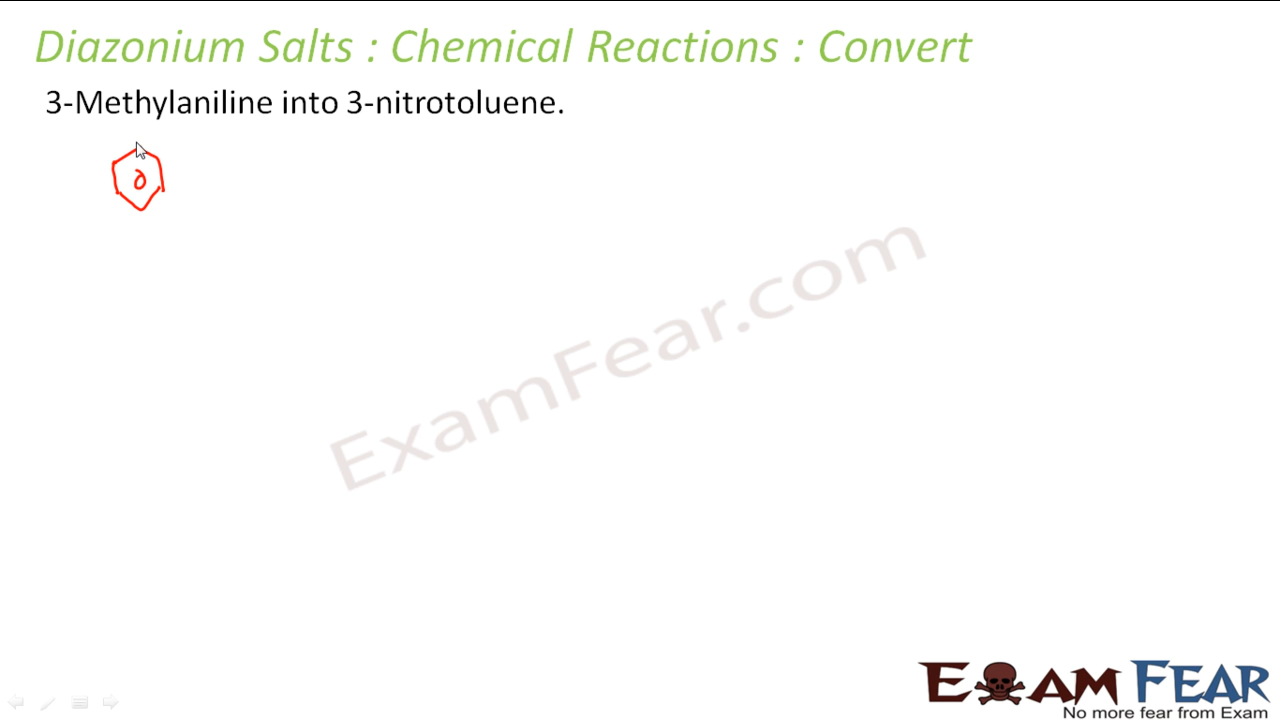 Diazonium Salts : Chemical Reactions : Convert
3-Methylaniline into 3-nitrotoluene.
ExamFear.com
EXAM FEAR
No more fear from Exam